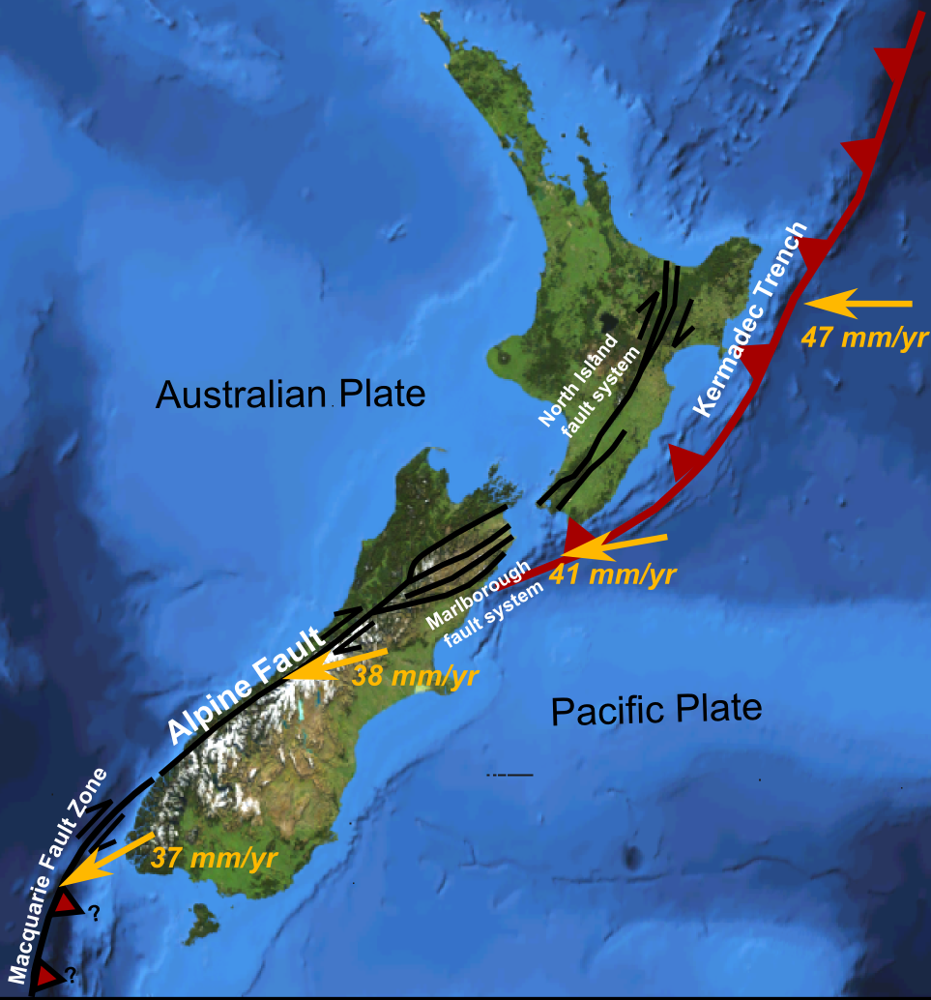 Kermadec Trench
47 mm/yr
North Island
fault system
Australian Plate
41 mm/yr
Marlborough
fault system
Alpine Fault
38 mm/yr
Pacific Plate
Macquarie Fault Zone
37 mm/yr
?
?